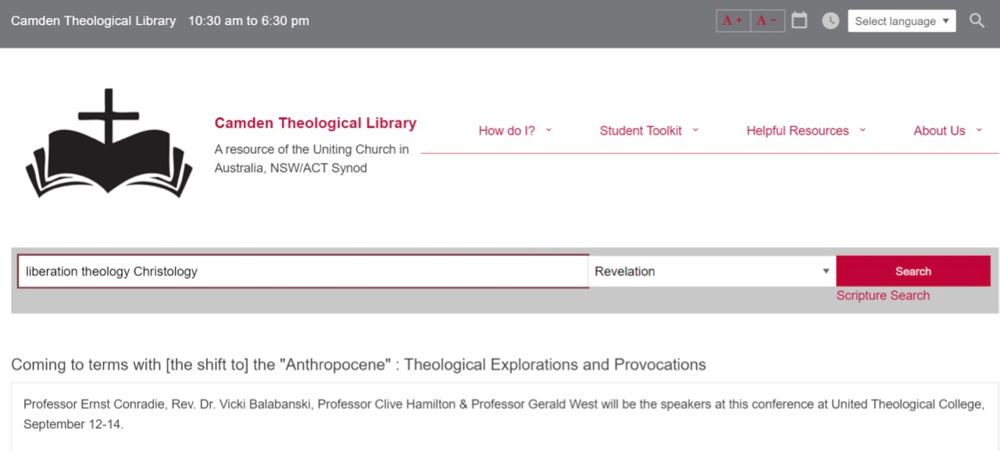 Camden Theological Library 10:30 am to 6:30 pm
A + A - Select language
Camden Theological Library
A resource of the Uniting Church in
Australia, NSW/ACT Synod
How do I? Student Toolkit Helpful Resources About Us
liberation theology Christology Revelation Search
Scripture Search
Coming to terms with [the shift to] the "Anthropocene" : Theological Explorations and Provocations
Professor Ernst Conradie, Rev. Dr. Vicki Balabanski, Professor Clive Hamilton & Professor Gerald West will be the speakers at this conference at United Theological College,
September 12-14.